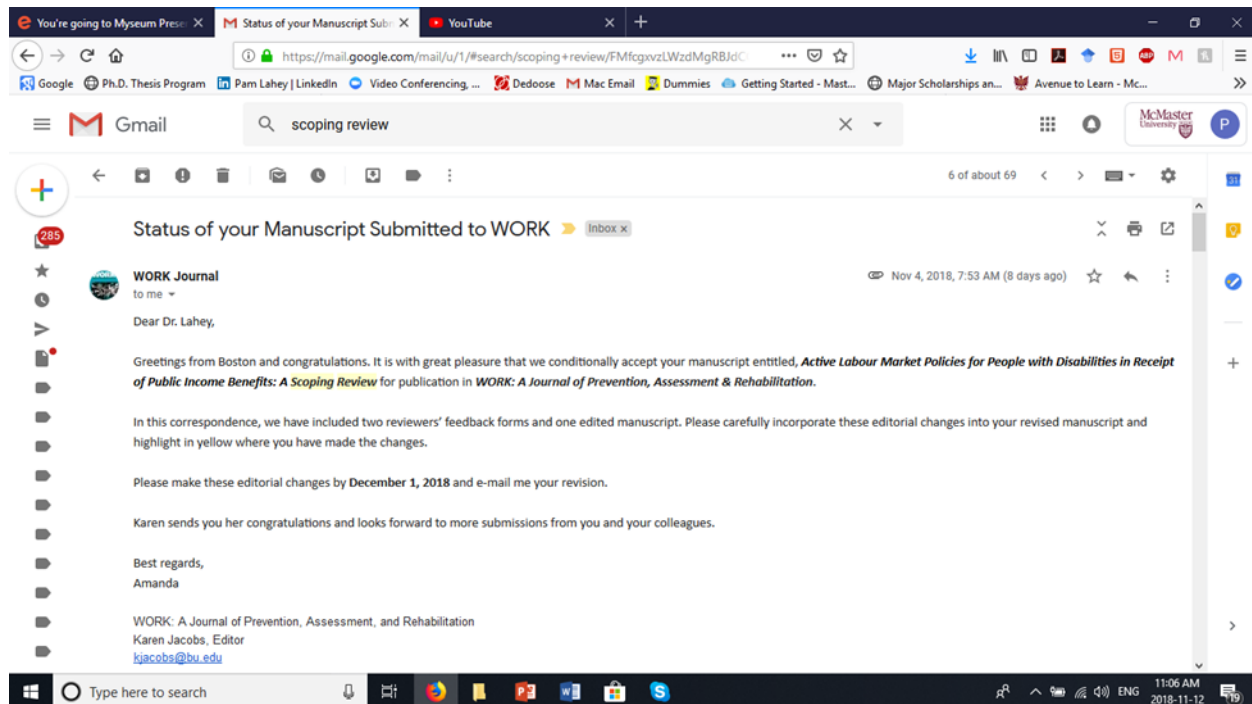 You're going to Myseum Prese
Status of your Manuscript Subn
YouTube
https://mail.google.com/mail/u/1/#search/scoping+review/FMfcgxvzLWzdMgRBJdC
Google
Ph.D. Thesis Program
Pam Lahey | LinkedIn
Video Conferencing, ...
Dedoose
Mac Email
Dummies
Getting Started - Mast...
Major Scholarships an...
Avenue to Learn - Mc...
Gmail
scoping review
McMaster
University
P
6 of about 69
31
Status of your Manuscript Submitted to WORK
Inbox x
285
WORK Journal
Nov 4, 2018, 7:53 AM (8 days ago)
to me
Dear Dr. Lahey,
Greetings from Boston and congratulations. It is with great pleasure that we conditionally accept your manuscript entitled, Active Labour Market Policies for People with Disabilities in Receipt
of Public Income Benefits: A Scoping Review for publication in WORK: A Journal of Prevention, Assessment & Rehabilitation.
In this correspondence, we have included two reviewers' feedback forms and one edited manuscript. Please carefully incorporate these editorial changes into your revised manuscript and
highlight in yellow where you have made the changes.
Please make these editorial changes by December 1, 2018 and e-mail me your revision.
Karen sends you her congratulations and looks forward to more submissions from you and your colleagues.
Best regards,
Amanda
WORK: A Journal of Prevention, Assessment, and Rehabilitation
Karen Jacobs, Editor
kjacobs@bu.edu
Type here to search
ENG
11:06 AM
2018-11-12
19